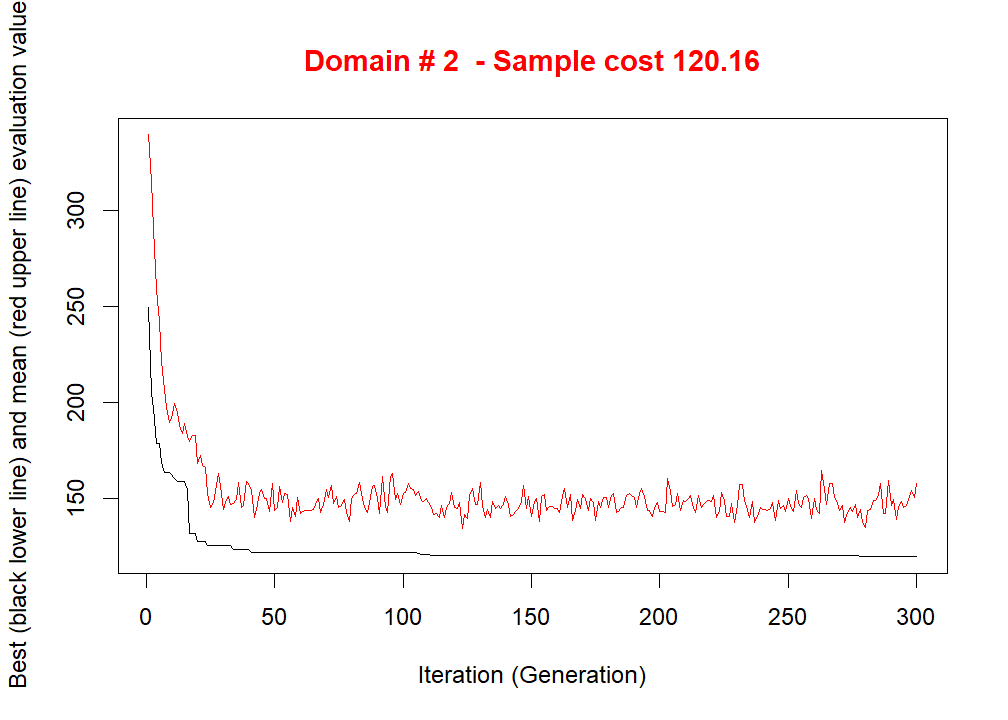 Domain # 2  - Sample cost 120.16
Best (black lower line) and mean (red upper line) evaluation value
300
250
200
150
0 50 100 150 200 250 300
Iteration (Generation)